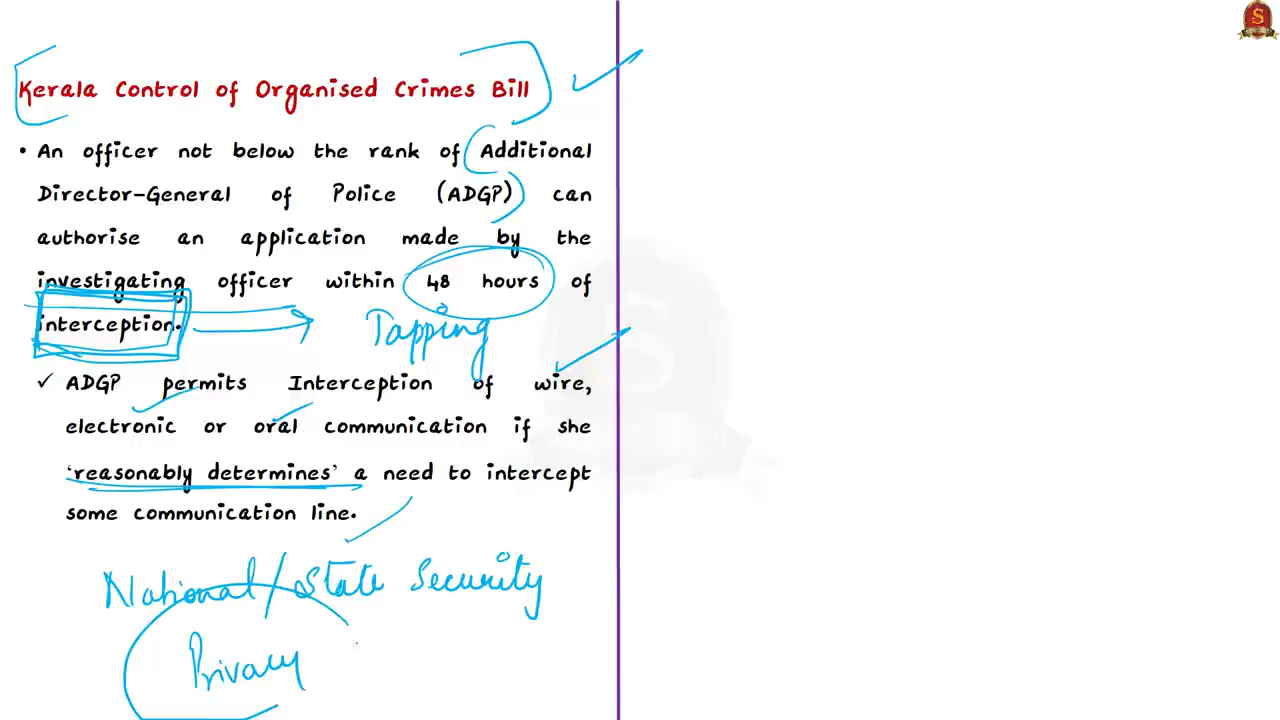 Kerala Control of Organised Crimes Bill
• An officer not below the rank of Additional
Director-General of Police (ADGP) can
authorise an application made by the
investigating officer within 48 hours of
interception.
Tapping
✓ ADGP permits Interception of wire,
electronic or oral communication if she
'reasonably determines' a need to intercept
some communication line.
National/State Security
Privacy
S